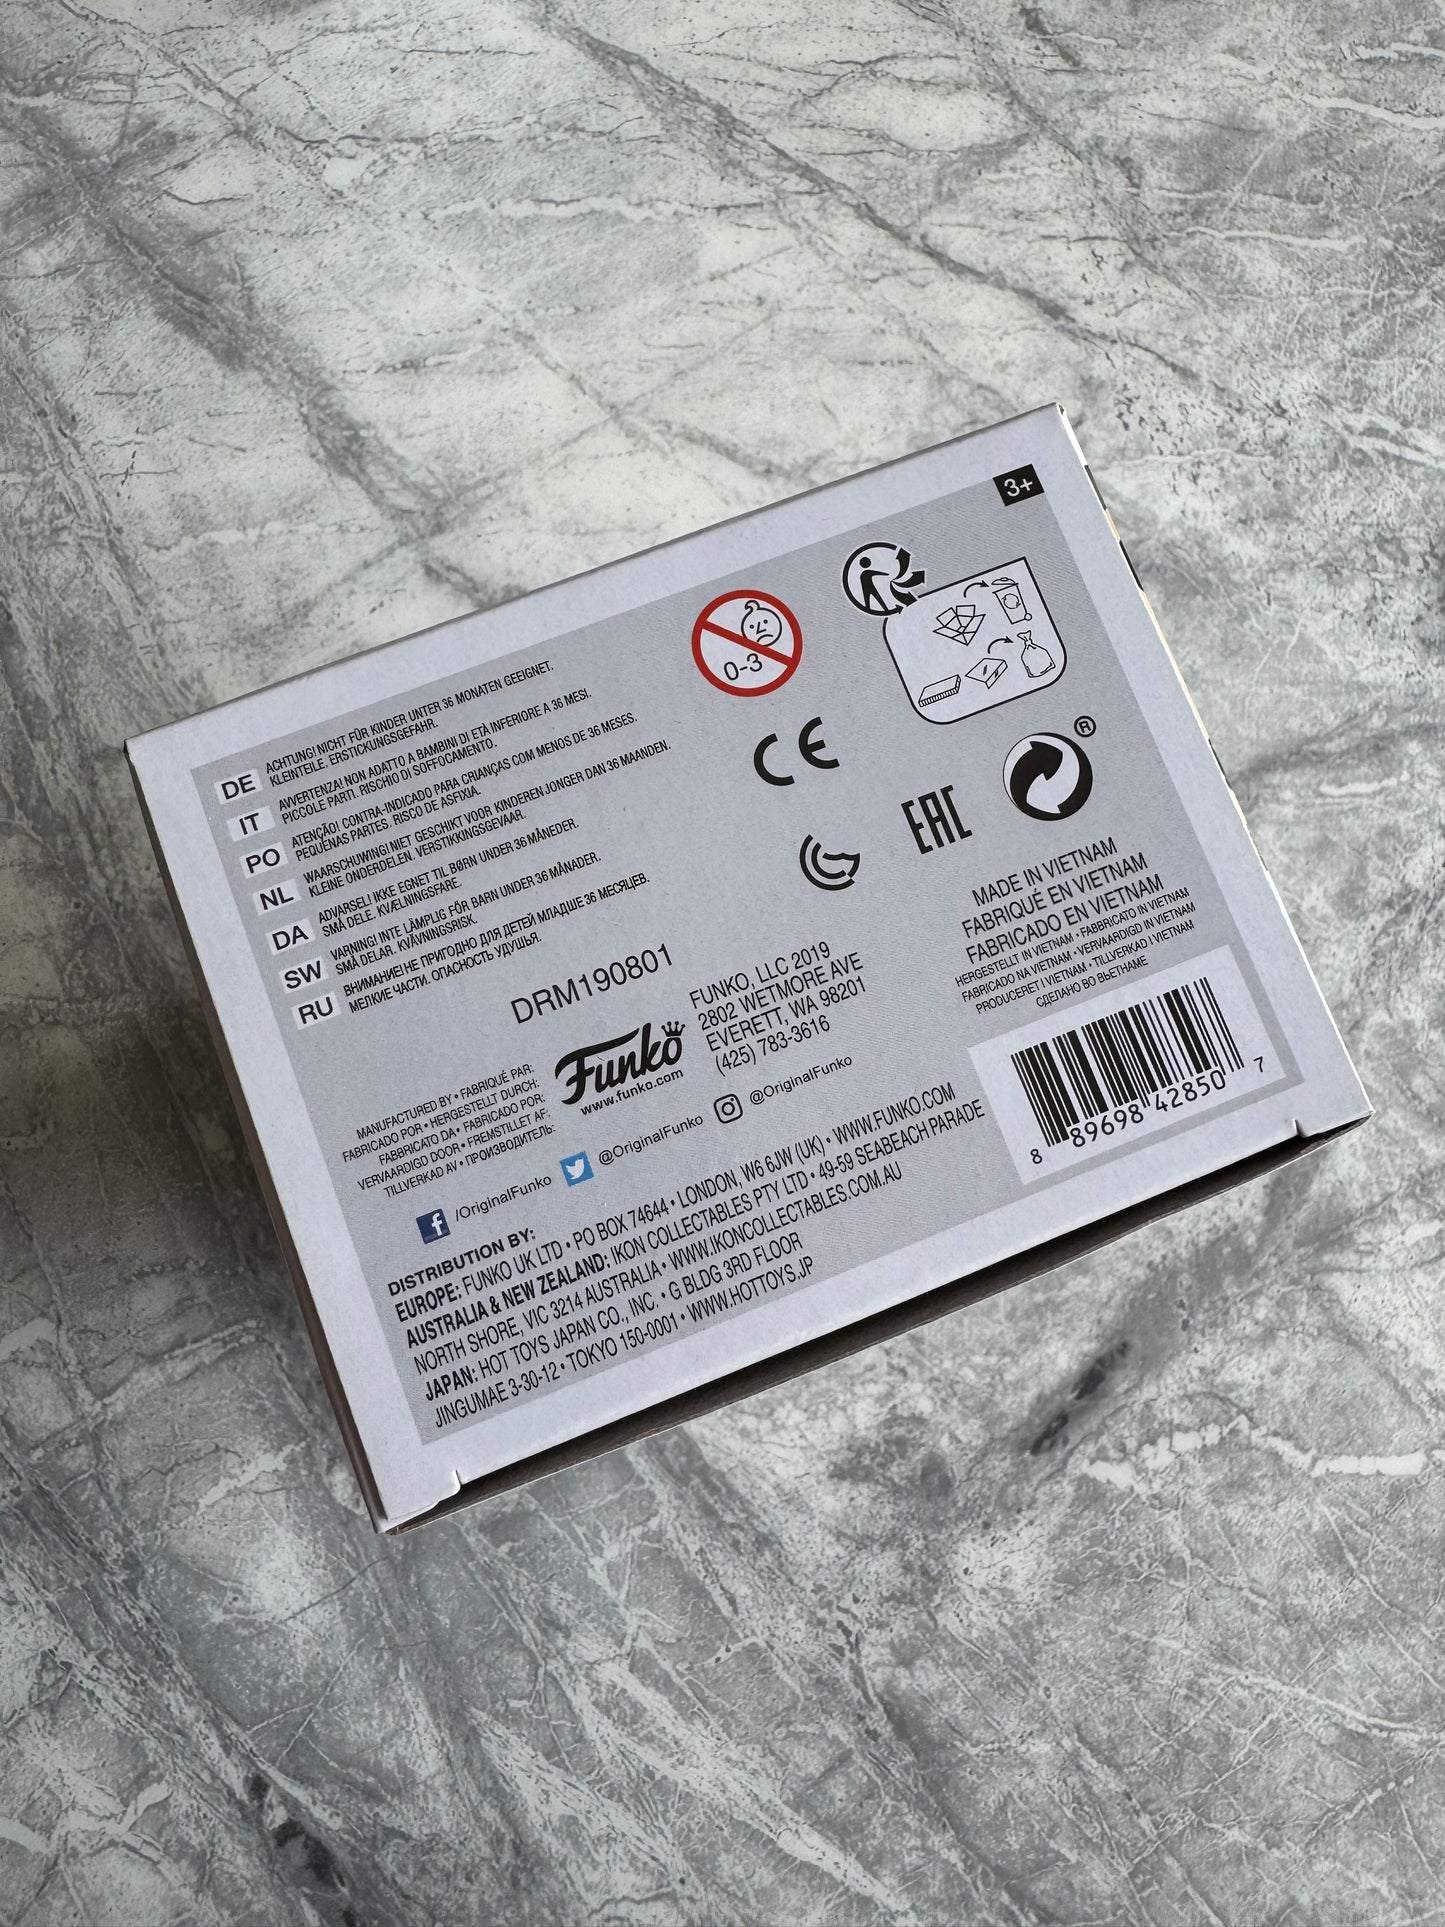 3+
0-3
DE ACHTUNG! NICHT FÜR KINDER UNTER 36 MONATEN GEEIGNET.
KLEINTEILE. ERSTICKUNGSGEFAHR.
IT AVVERTENZA! NON ADATTO A BAMBINI DI ETÀ INFERIORE A 36 MESI.
PICCOLE PARTI. RISCHIO DI SOFFOCAMENTO.
PO ATENÇÃO! CONTRA-INDICADO PARA CRIANÇAS COM MENOS DE 36 MESES.
PEQUENAS PARTES. RISCO DE ASFIXIA.
NL WAARSCHUWING! NIET GESCHIKT VOOR KINDEREN JONGER DAN 36 MAANDEN.
KLEINE ONDERDELEN. VERSTIKKINGSGEVAAR.
DA ADVARSEL! IKKE EGNET TIL BØRN UNDER 36 MÅNEDER.
SMÅ DELE. KVÆLNINGSFARE.
SW VARNING! INTE LÄMPLIG FÖR BARN UNDER 36 MÅNADER.
SMÅ DELAR. KVÄVNINGSRISK.
RU ВНИМАНИЕ! НЕ ПРИГОДНО ДЛЯ ДЕТЕЙ МЛАДШЕ 36 МЕСЯЦЕВ.
МЕЛКИЕ ЧАСТИ. ОПАСНОСТЬ УДУШЬЯ.
CE
EAC
®
MADE IN VIETNAM
FABRIQUÉ EN VIETNAM
FABRICADO EN VIETNAM
HERGESTELLT IN VIETNAM • FABBRICATO IN VIETNAM
FABRICADO NA VIETNAM • VERVAARDIGD IN VIETNAM
PRODUCERET I VIETNAM • TILLVERKAD I VIETNAM
СДЕЛАНО ВО ВЬЕТНАМЕ
DRM190801
MANUFACTURED BY • FABRIQUÉ PAR:
FABRICADO POR • HERGESTELLT DURCH:
FABBRICATO DA • FABRICADO POR:
VERVAARDIGD DOOR • FREMSTILLET AF:
TILLVERKAD AV • ПРОИЗВОДИТЕЛЬ:
Funko
www.funko.com
FUNKO, LLC 2019
2802 WETMORE AVE
EVERETT, WA 98201
(425) 783-3616
f /OriginalFunko @OriginalFunko @OriginalFunko
DISTRIBUTION BY:
EUROPE: FUNKO UK LTD • PO BOX 74644 • LONDON, W6 6JW (UK) • WWW.FUNKO.COM
AUSTRALIA & NEW ZEALAND: IKON COLLECTABLES PTY LTD • 49-59 SEABEACH PARADE
NORTH SHORE, VIC 3214 AUSTRALIA • WWW.IKONCOLLECTABLES.COM.AU
JAPAN: HOT TOYS JAPAN CO., INC. • G BLDG 3RD FLOOR
JINGUMAE 3-30-12 • TOKYO 150-0001 • WWW.HOTTOYS.JP
8 89698 42850 7